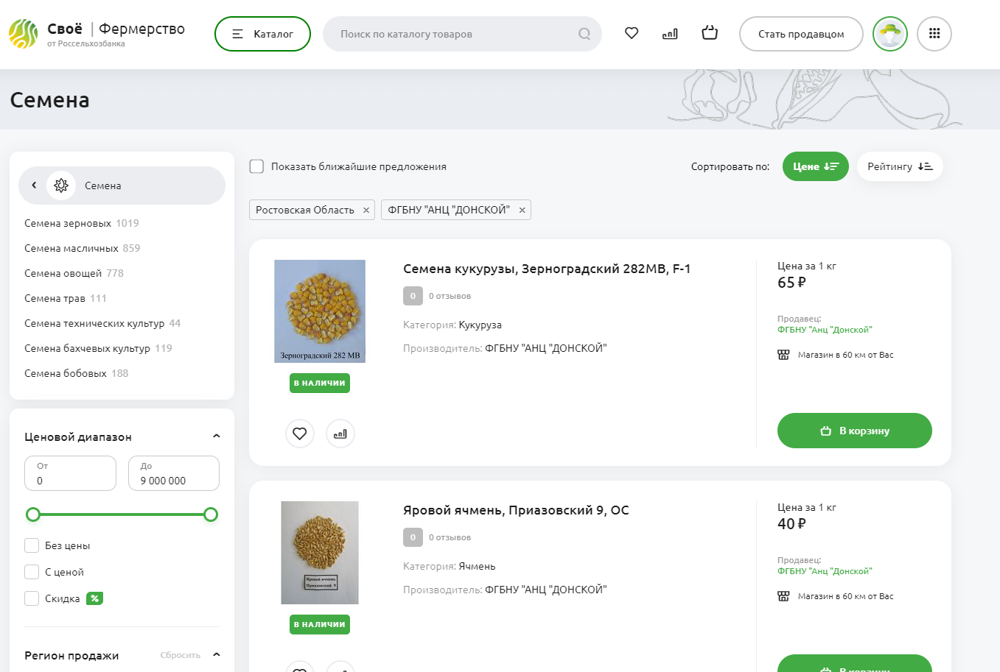 Своё | Фермерство
от Россельхозбанка
Каталог
Поиск по каталогу товаров
Стать продавцом
Семена
Семена
Семена зерновых 1019
Семена масличных 859
Семена овощей 778
Семена трав 111
Семена технических культур 44
Семена бахчевых культур 119
Семена бобовых 188
Ценовой диапазон
От
0
До
9 000 000
Без цены
С ценой
Скидка %
Регион продажи Сбросить
Показать ближайшие предложения
Сортировать по: Цене Рейтингу
Ростовская Область × ФГБНУ "АНЦ "ДОНСКОЙ" ×
Зерноградский 282 МВ
В НАЛИЧИИ
Семена кукурузы, Зерноградский 282МВ, F-1
0 0 отзывов
Категория: Кукуруза
Производитель: ФГБНУ "АНЦ "ДОНСКОЙ"
Цена за 1 кг
65 ₽
Продавец:
ФГБНУ "Анц "Донской"
Магазин в 60 км от Вас
В корзину
Яровой ячмень
Приазовский 9
В НАЛИЧИИ
Яровой ячмень, Приазовский 9, ОС
0 0 отзывов
Категория: Ячмень
Производитель: ФГБНУ "АНЦ "ДОНСКОЙ"
Цена за 1 кг
40 ₽
Продавец:
ФГБНУ "Анц "Донской"
Магазин в 60 км от Вас
В корзину